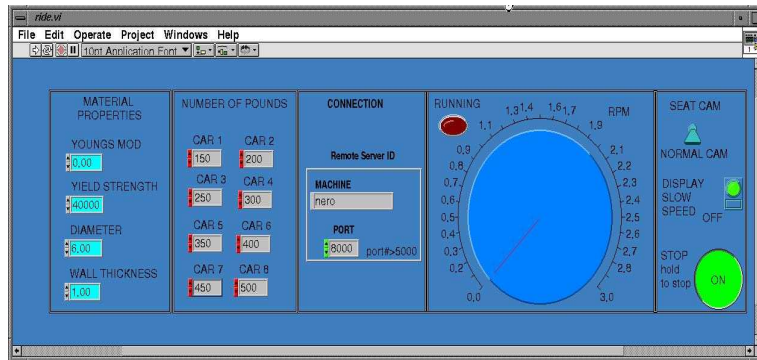 ride.vi
File Edit Operate Project Windows Help
10pt Application Font
MATERIAL
PROPERTIES
YOUNGS MOD
0,00
YIELD STRENGTH
40000
DIAMETER
6,00
WALL THICKNESS
1,00
NUMBER OF POUNDS
CAR 1 CAR 2
150 200
CAR 3 CAR 4
250 300
CAR 5 CAR 6
350 400
CAR 7 CAR 8
450 500
CONNECTION
Remote Server ID
MACHINE
nero
PORT
6000 port#>5000
RUNNING
RPM
0,0
0,2
0,3
0,4
0,5
0,6
0,7
0,8
0,9
1,1
1,3
1,4
1,6
1,7
1,9
2,1
2,2
2,3
2,4
2,5
2,6
2,7
2,8
3,0
SEAT CAM
NORMAL CAM
DISPLAY
SLOW
SPEED OFF
STOP
hold
to stop
ON